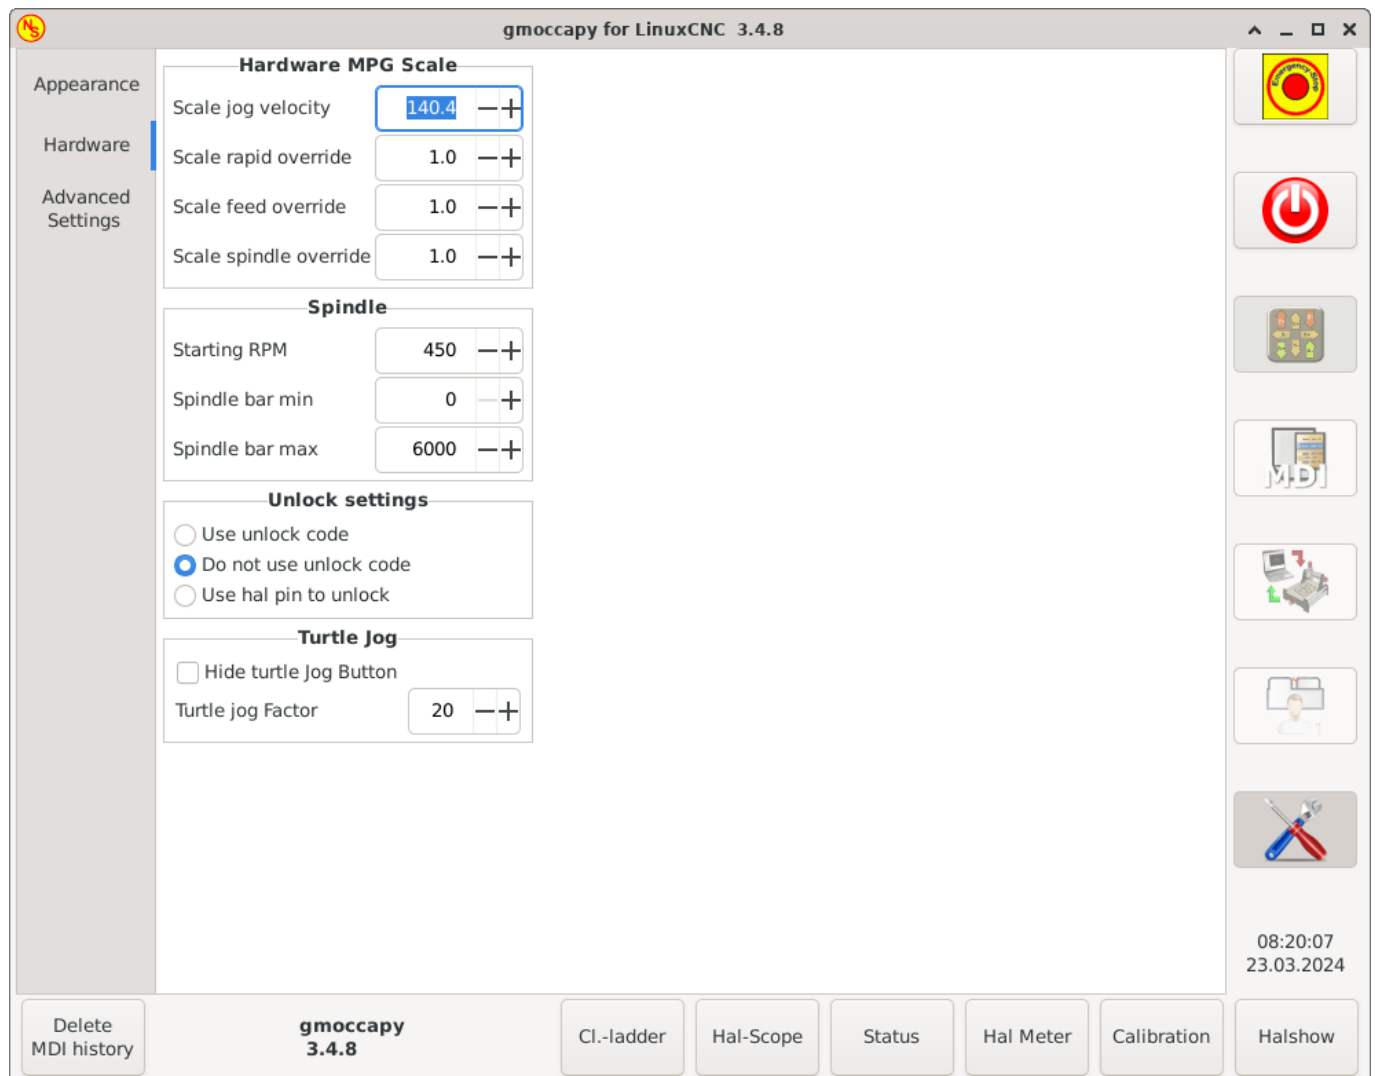 gmoccapy for LinuxCNC 3.4.8
Appearance
Hardware
Advanced
Settings
Hardware MPG Scale
Scale jog velocity 140.4
Scale rapid override 1.0
Scale feed override 1.0
Scale spindle override 1.0
Spindle
Starting RPM 450
Spindle bar min 0
Spindle bar max 6000
Unlock settings
Use unlock code
Do not use unlock code
Use hal pin to unlock
Turtle Jog
Hide turtle Jog Button
Turtle jog Factor 20
Emergency-Stop
MDI
08:20:07
23.03.2024
Delete
MDI history
gmoccapy
3.4.8
Cl.-ladder
Hal-Scope
Status
Hal Meter
Calibration
Halshow